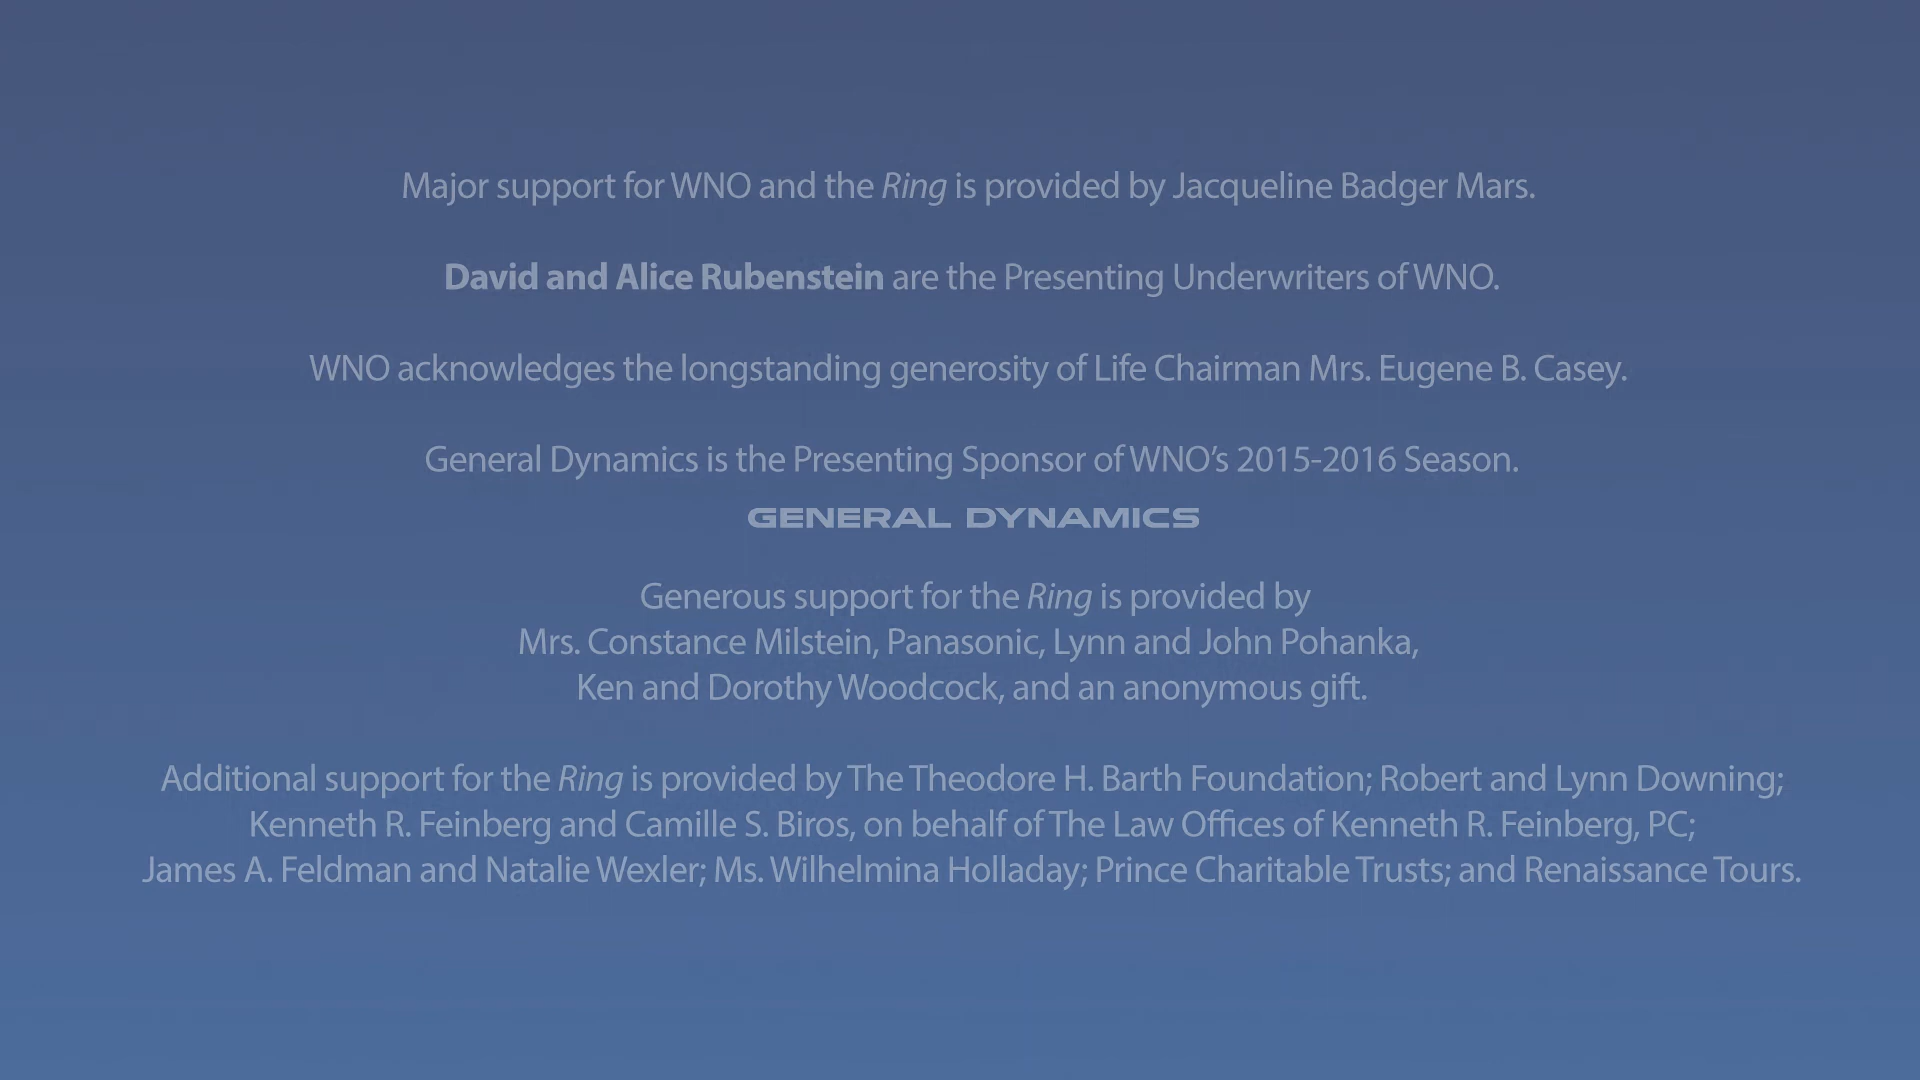 Major support for WNO and the Ring is provided by Jacqueline Badger Mars.
David and Alice Rubenstein are the Presenting Underwriters of WNO.
WNO acknowledges the longstanding generosity of Life Chairman Mrs. Eugene B. Casey.
General Dynamics is the Presenting Sponsor of WNO’s 2015-2016 Season.
GENERAL DYNAMICS
Generous support for the Ring is provided by
Mrs. Constance Milstein, Panasonic, Lynn and John Pohanka,
Ken and Dorothy Woodcock, and an anonymous gift.
Additional support for the Ring is provided by The Theodore H. Barth Foundation; Robert and Lynn Downing;
Kenneth R. Feinberg and Camille S. Biros, on behalf of The Law Offices of Kenneth R. Feinberg, PC;
James A. Feldman and Natalie Wexler; Ms. Wilhelmina Holladay; Prince Charitable Trusts; and Renaissance Tours.